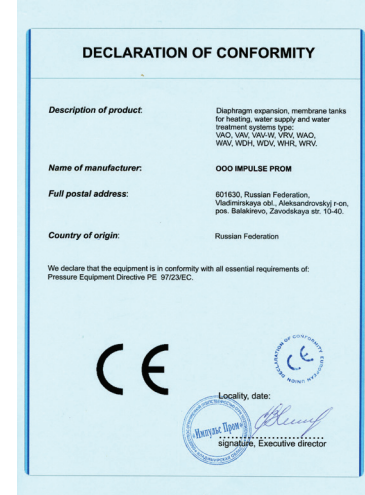 DECLARATION OF CONFORMITY
Description of product:
Diaphragm expansion, membrane tanks
for heating, water supply and water
treatment systems type:
VAO, VAV, VAV-W, VRV, WAO,
WAV, WDH, WDV, WHR, WRV.
Name of manufacturer:
OOO IMPULSE PROM
Full postal address:
601630, Russian Federation,
Vladimirskaya obl., Aleksandrovskyj r-on,
pos. Balakirevo, Zavodskaya str. 10-40.
Country of origin:
Russian Federation
We declare that the equipment is in conformity with all essential requirements of:
Pressure Equipment Directive PE 97/23/EC.
CE
DECLARATION OF CONFORMITY EUROPEAN UNION
CE
Locality, date:
«Импульс Пром»
signature, Executive director